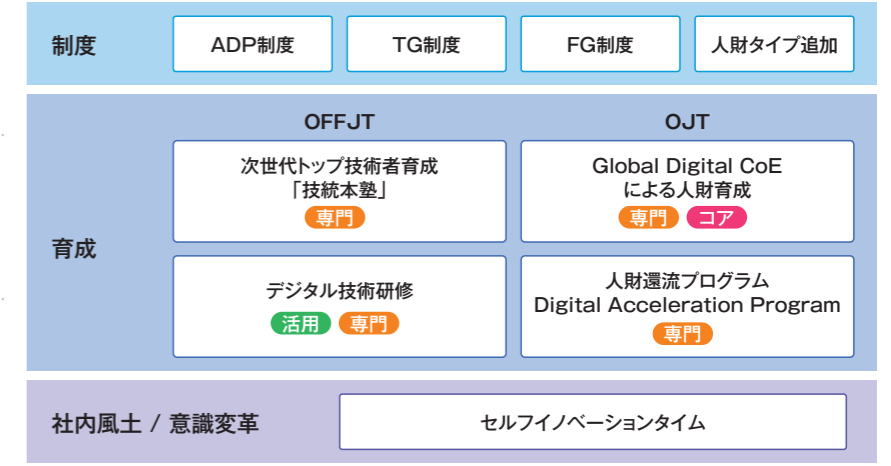 制度
ADP制度
TG制度
FG制度
人財タイプ追加
育成
OFFJT
OJT
次世代トップ技術者育成
「技統本塾」
専門
Global Digital CoE
による人財育成
専門 コア
デジタル技術研修
活用 専門
人財還流プログラム
Digital Acceleration Program
専門
社内風土 / 意識変革
セルフイノベーションタイム